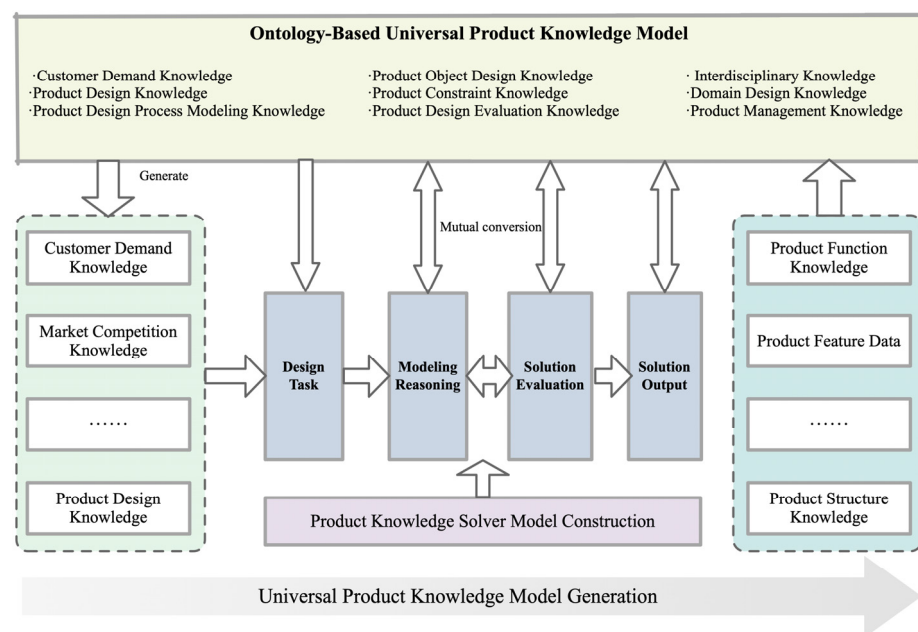 Ontology-Based Universal Product Knowledge Model
·Customer Demand Knowledge
·Product Design Knowledge
·Product Design Process Modeling Knowledge
·Product Object Design Knowledge
·Product Constraint Knowledge
·Product Design Evaluation Knowledge
·Interdisciplinary Knowledge
·Domain Design Knowledge
·Product Management Knowledge
Generate
Mutual conversion
Customer Demand
Knowledge
Market Competition
Knowledge
......
Product Design
Knowledge
Design
Task
Modeling
Reasoning
Solution
Evaluation
Solution
Output
Product Knowledge Solver Model Construction
Product Function
Knowledge
Product Feature Data
......
Product Structure
Knowledge
Universal Product Knowledge Model Generation